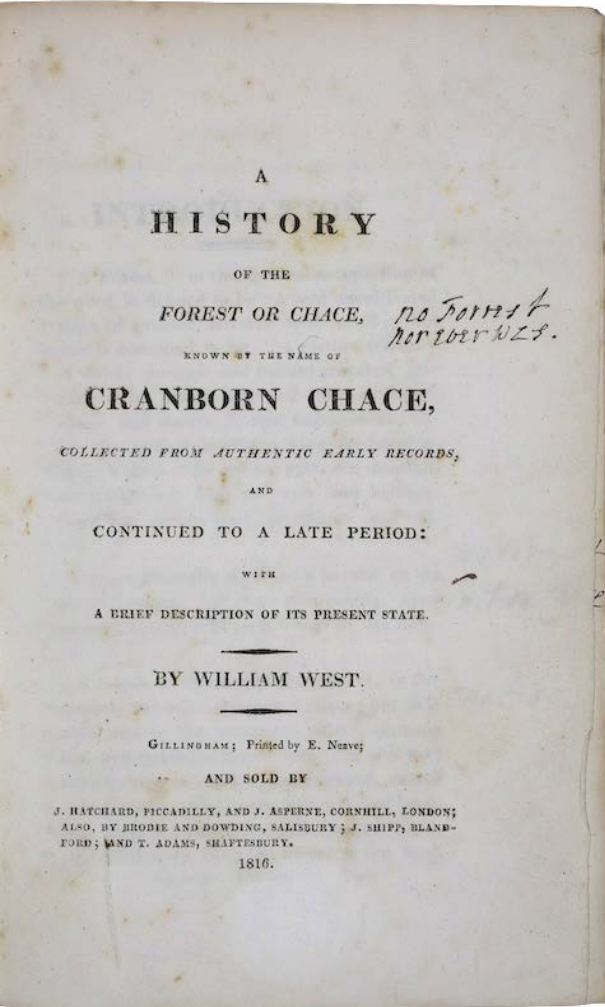 A
HISTORY
OF THE
FOREST OR CHACE,
no Forrest
nor ever was.
KNOWN BY THE NAME OF
CRANBORN CHACE,
COLLECTED FROM AUTHENTIC EARLY RECORDS,
AND
CONTINUED TO A LATE PERIOD:
WITH
A BRIEF DESCRIPTION OF ITS PRESENT STATE.
BY WILLIAM WEST.
GILLINGHAM; Printed by E. Neave;
AND SOLD BY
J. HATCHARD, PICCADILLY, AND J. ASPERNE, CORNHILL, LONDON;
ALSO, BY BRODIE AND DOWDING, SALISBURY; J. SHIPP, BLAND-
FORD; AND T. ADAMS, SHAFTESBURY.
1816.